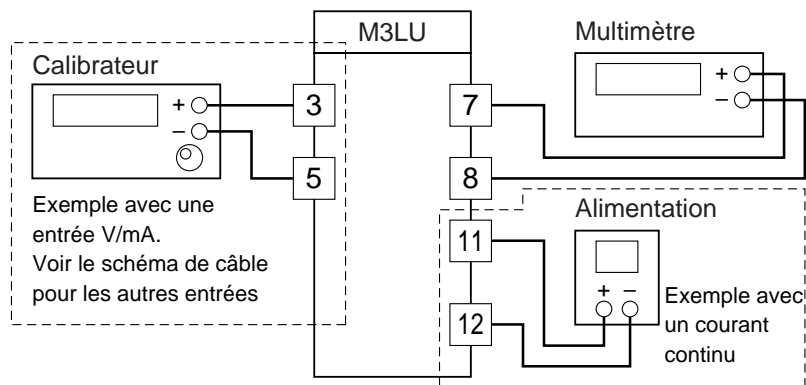 M3LU
Calibrateur
+
−
3
5
Exemple avec une
entrée V/mA.
Voir le schéma de câble
pour les autres entrées
7
8
11
12
Multimètre
+
−
Alimentation
+ −
Exemple avec
un courant
continu